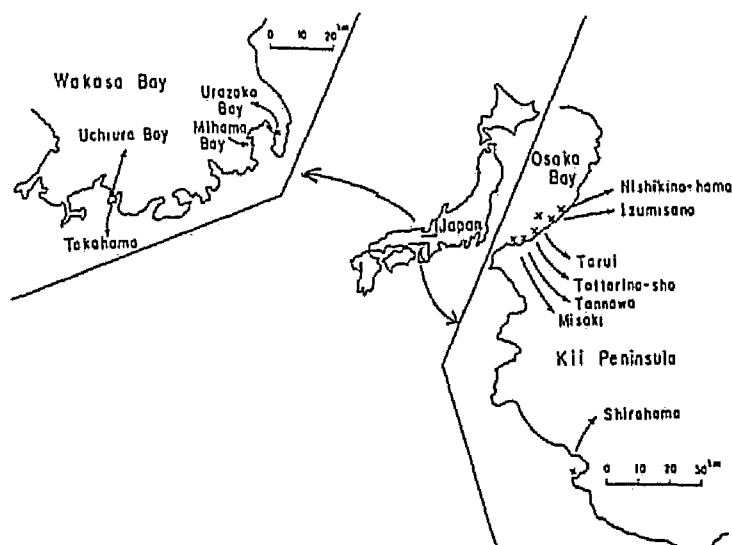 0 10 20 km
Wakasa Bay
Urazoko
Bay
Mihama
Bay
Uchiura Bay
Takahama
Japan
Osaka
Bay
Nishikino-hama
Izumisano
Tarui
Tottorino-sho
Tannowa
Misaki
Kii Peninsula
Shirahama
0 10 20 30 km